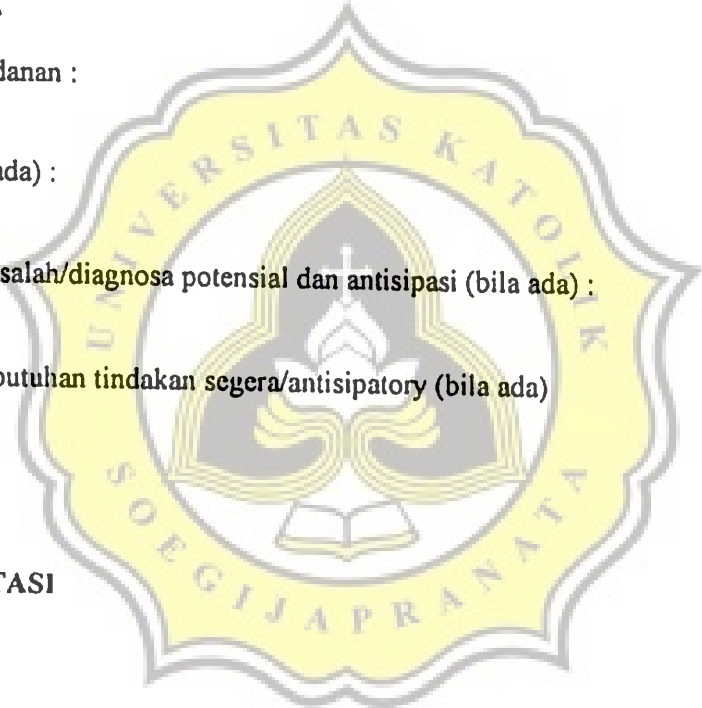 danan :
ada) :
salah/diagnosa potensial dan antisipasi (bila ada) :
butuhan tindakan segera/antisipatory (bila ada)
TASI
UNIVERSITAS KATOLIK
SOEGIJAPRANATA